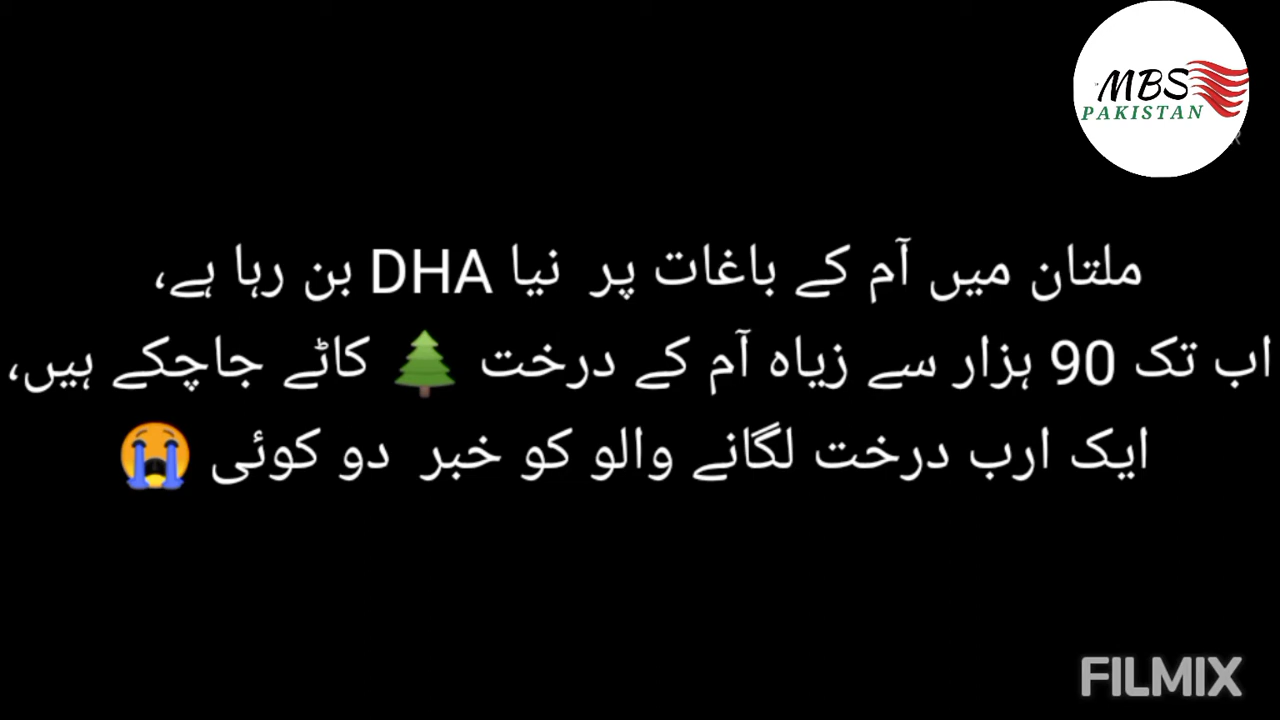 MBS
PAKISTAN
ملتان میں آم کے باغات پر نیا DHA بن رہا ہے،
اب تک 90 ہزار سے زیاہ آم کے درخت 🌲 کاٹے جاچکے ہیں،
ایک ارب درخت لگانے والو کو خبر دو کوئی 😭
FILMIX